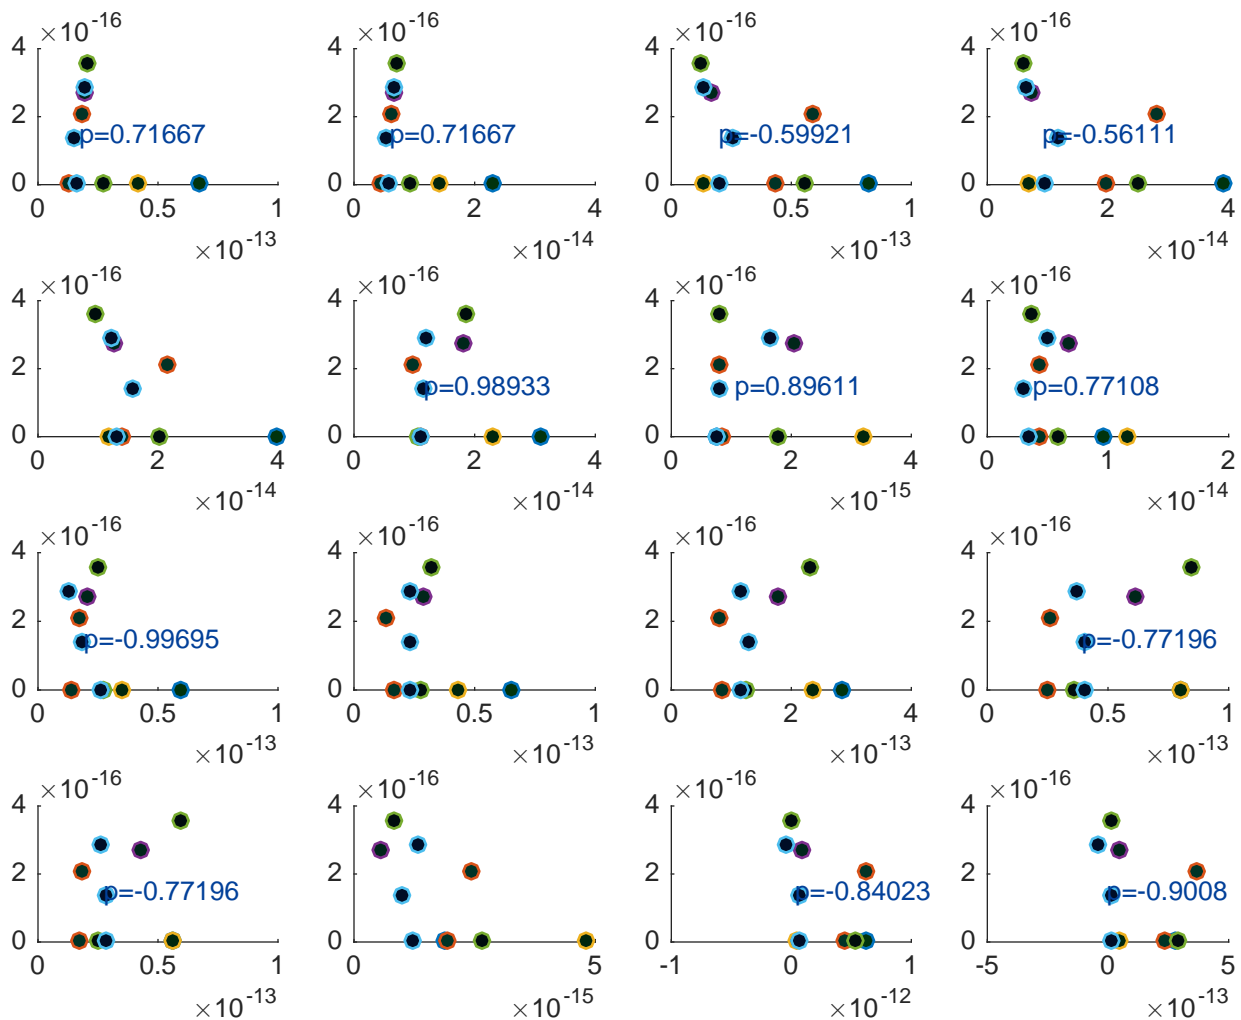 ×10-16 ×10-16 ×10-16 ×10-16
4 4 4 4
2 2 2 2
p=0.71667 p=0.71667 p=-0.59921 p=-0.56111
0 0 0 0
0 0.5 1 0 2 4 0 0.5 1 0 2 4
×10-13 ×10-14 ×10-13 ×10-14
×10-16 ×10-16 ×10-16 ×10-16
4 4 4 4
2 2 2 2
p=0.98933 p=0.89611 p=0.77108
0 0 0 0
0 2 4 0 2 4 0 2 4 0 1 2
×10-14 ×10-14 ×10-15 ×10-14
×10-16 ×10-16 ×10-16 ×10-16
4 4 4 4
2 2 2 2
p=-0.99695 p=-0.77196
0 0 0 0
0 0.5 1 0 0.5 1 0 2 4 0 0.5 1
×10-13 ×10-13 ×10-13 ×10-13
×10-16 ×10-16 ×10-16 ×10-16
4 4 4 4
2 2 2 2
p=-0.77196 p=-0.84023 p=-0.9008
0 0 0 0
0 0.5 1 0 5 -1 0 1 -5 0 5
×10-13 ×10-15 ×10-12 ×10-13